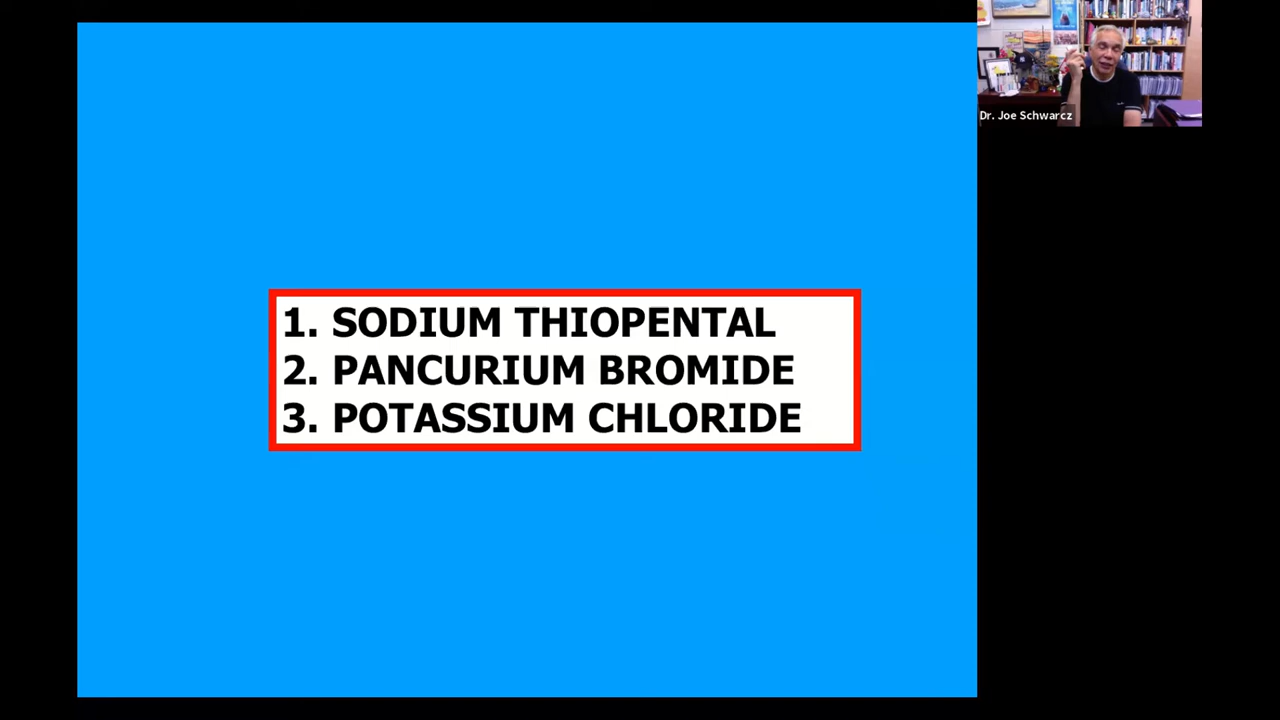 Dr. Joe Schwarcz
1. SODIUM THIOPENTAL
2. PANCURIUM BROMIDE
3. POTASSIUM CHLORIDE